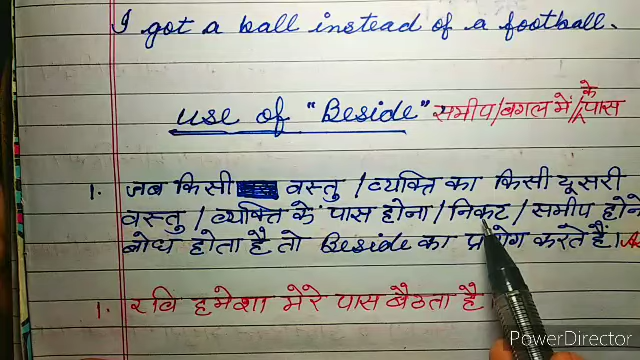 I got a ball instead of a football.
use of "Beside" समीप/बगल में/के पास
1. जब किसी वस्तु / व्यक्ति का किसी दूसरी
वस्तु / व्यक्ति के पास होना / निकट / समीप होने
बोध होता है तो Beside का प्रयोग करते हैं।
1. रवि हमेशा मेरे पास बैठता है।
PowerDirector